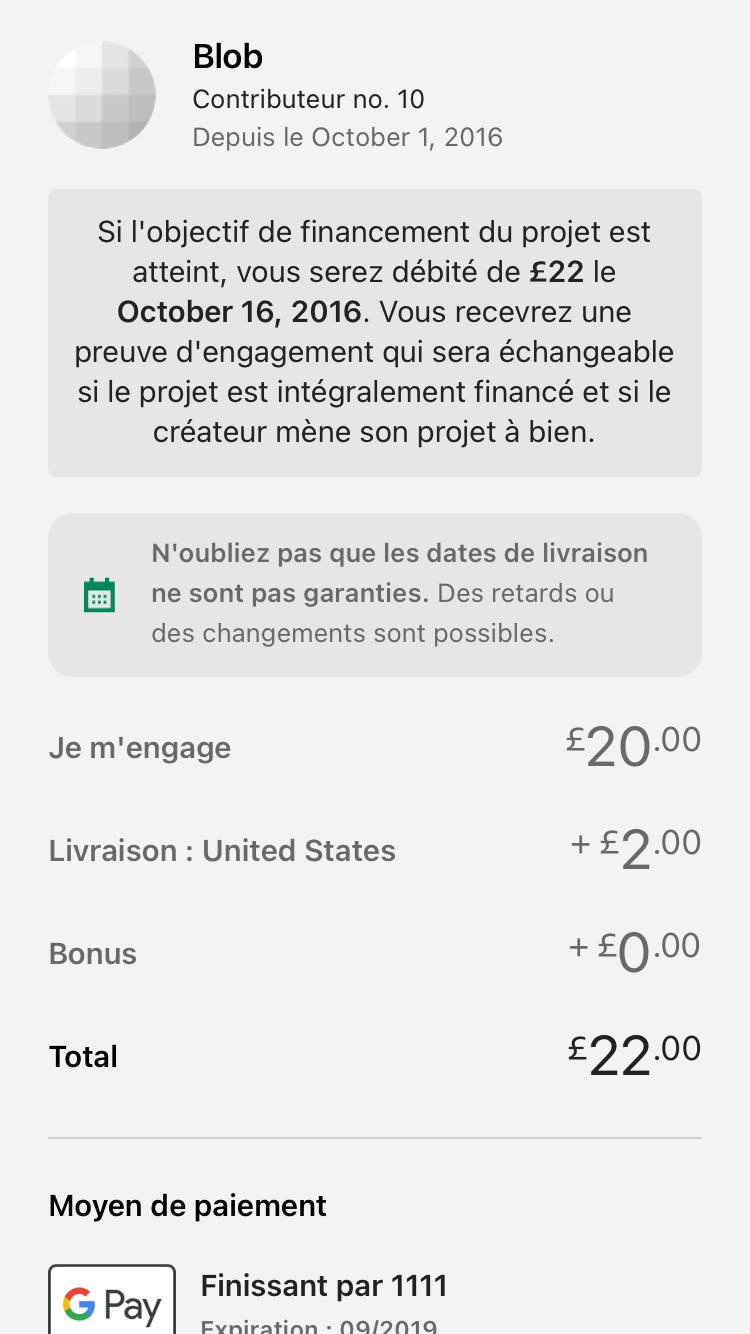 Blob
Contributeur no. 10
Depuis le October 1, 2016
Si l'objectif de financement du projet est
atteint, vous serez débité de £22 le
October 16, 2016. Vous recevrez une
preuve d'engagement qui sera échangeable
si le projet est intégralement financé et si le
créateur mène son projet à bien.
N'oubliez pas que les dates de livraison
ne sont pas garanties. Des retards ou
des changements sont possibles.
Je m'engage £20.00
Livraison : United States + £2.00
Bonus + £0.00
Total £22.00
Moyen de paiement
G Pay Finissant par 1111
Expiration : 09/2019